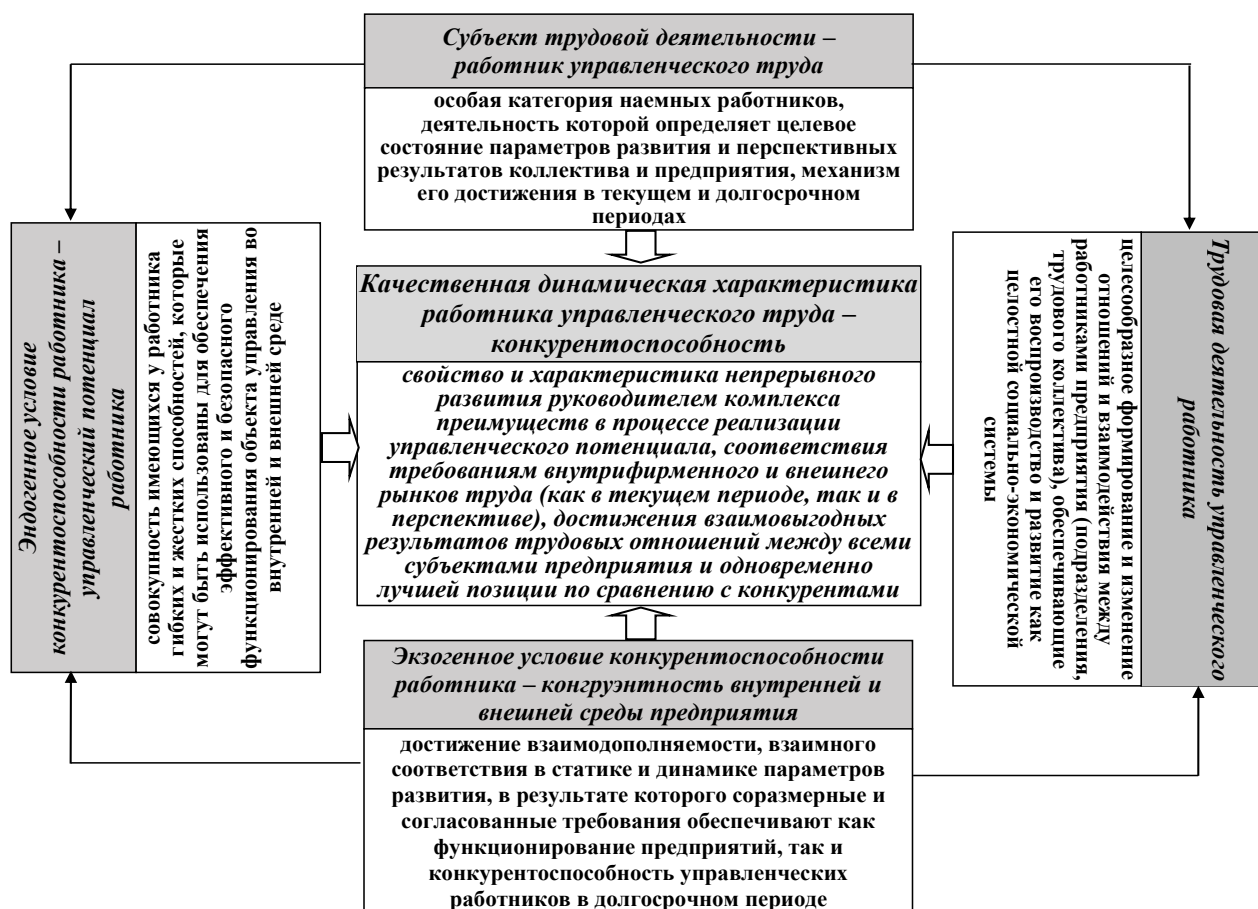 Субъект трудовой деятельности –
работник управленческого труда
особая категория наемных работников,
деятельность которой определяет целевое
состояние параметров развития и перспективных
результатов коллектива и предприятия, механизм
его достижения в текущем и долгосрочном
периодах
Эндогенное условие
конкурентоспособности работника –
управленческий потенциал
работника
совокупность имеющихся у работника
гибких и жестких способностей, которые
могут быть использованы для обеспечения
эффективного и безопасного
функционирования объекта управления во
внутренней и внешней среде
Качественная динамическая характеристика
работника управленческого труда –
конкурентоспособность
свойство и характеристика непрерывного
развития руководителем комплекса
преимуществ в процессе реализации
управленческого потенциала, соответствия
требованиям внутрифирменного и внешнего
рынков труда (как в текущем периоде, так и в
перспективе), достижения взаимовыгодных
результатов трудовых отношений между всеми
субъектами предприятия и одновременно
лучшей позиции по сравнению с конкурентами
Трудовая деятельность управленческого
работника
целесообразное формирование и изменение
отношений и взаимодействия между
работниками предприятия (подразделения,
трудового коллектива), обеспечивающие
его воспроизводство и развитие как
целостной социально-экономической
системы
Экзогенное условие конкурентоспособности
работника – конгруэнтность внутренней и
внешней среды предприятия
достижение взаимодополняемости, взаимного
соответствия в статике и динамике параметров
развития, в результате которого соразмерные и
согласованные требования обеспечивают как
функционирование предприятий, так и
конкурентоспособность управленческих
работников в долгосрочном периоде